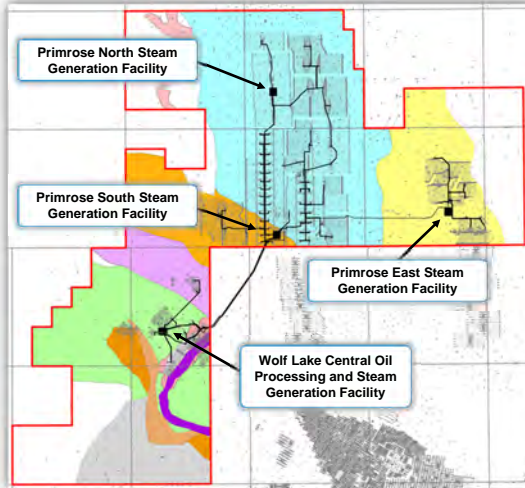 Primrose North Steam
Generation Facility
Primrose South Steam
Generation Facility
Primrose East Steam
Generation Facility
Wolf Lake Central Oil
Processing and Steam
Generation Facility